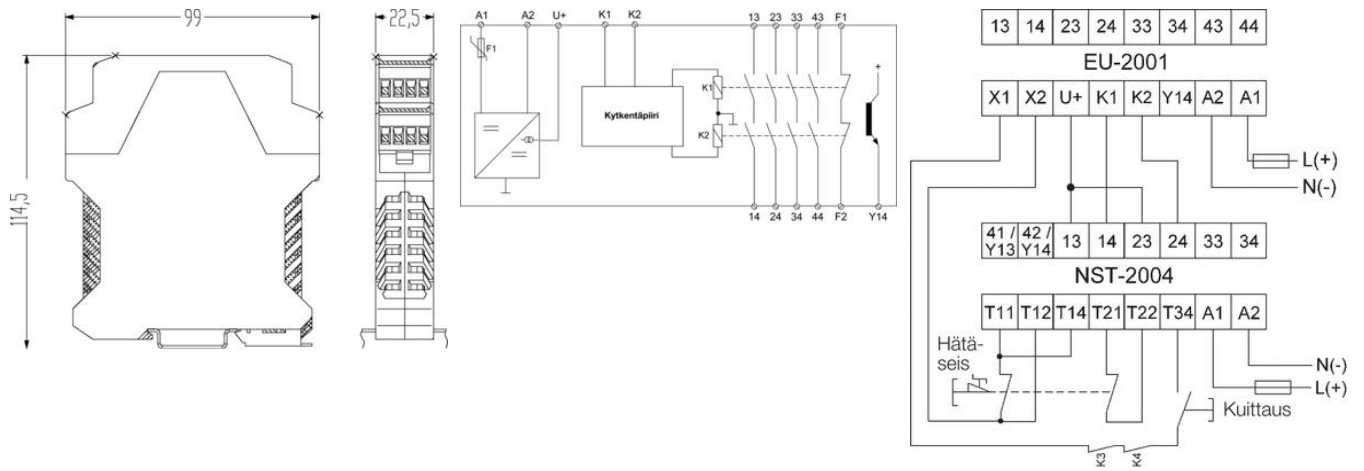 99
114,5
22,5
A1 A2 U+ K1 K2 13 23 33 43 F1
F1
K1
Kytkentäpiiri
K2
+
14 24 34 44 F2 Y14
13 14 23 24 33 34 43 44
EU-2001
X1 X2 U+ K1 K2 Y14 A2 A1
L(+)
N(-)
41 / Y13 42 / Y14 13 14 23 24 33 34
NST-2004
T11 T12 T14 T21 T22 T34 A1 A2
Hätä-
seis
N(-)
L(+)
Kuittaus
K3 K4